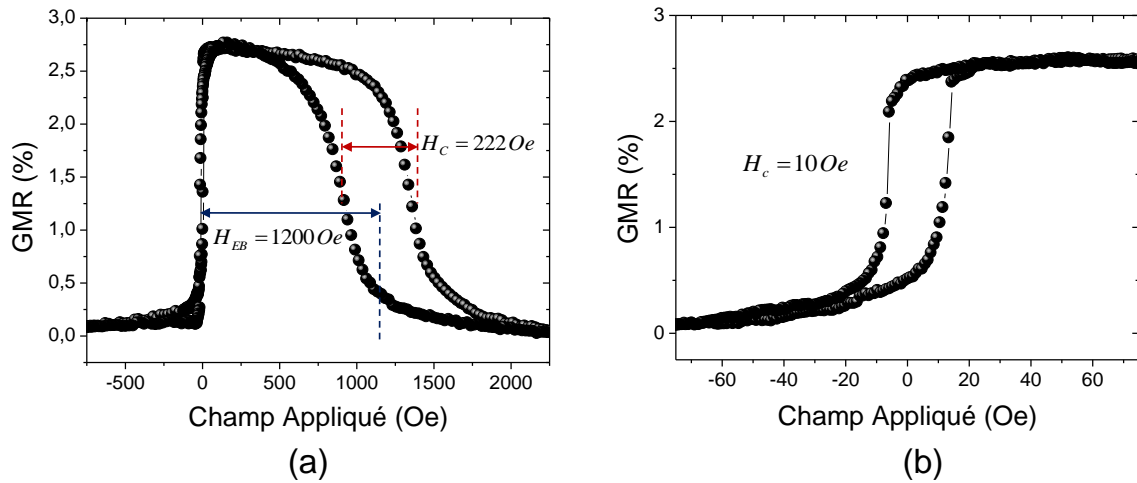 3,0
2,5
2,0
1,5
1,0
0,5
0,0
GMR (%)
H_C = 222 Oe
H_EB = 1200 Oe
-500 0 500 1000 1500 2000
Champ Appliqué (Oe)
(a)
3
2
1
0
GMR (%)
H_c = 10 Oe
-60 -40 -20 0 20 40 60
Champ Appliqué (Oe)
(b)